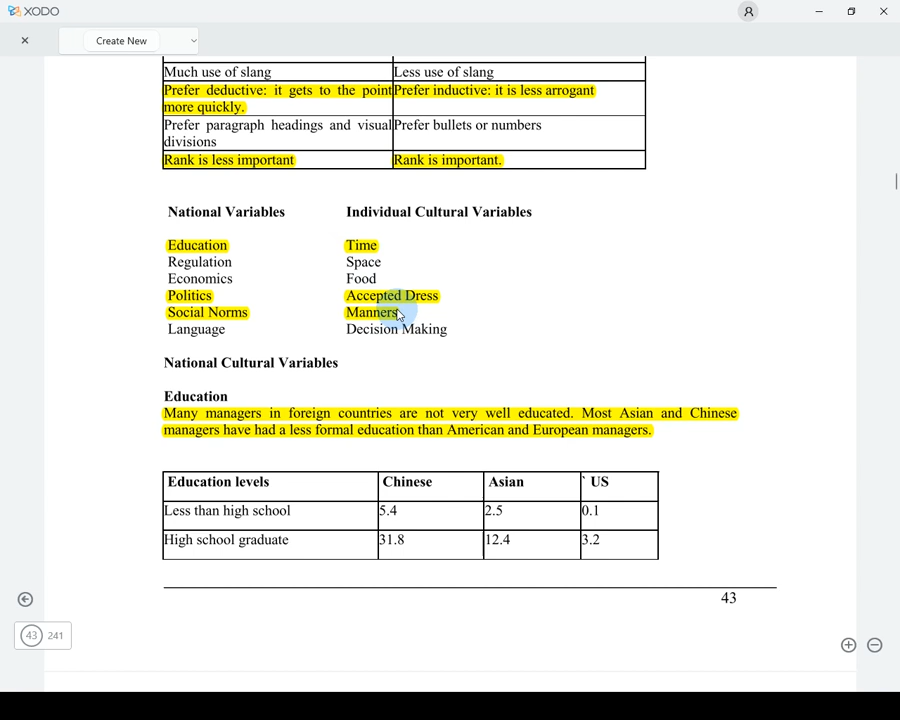 XODO
Create New
Much use of slang Less use of slang
Prefer deductive: it gets to the point more quickly. Prefer inductive: it is less arrogant
Prefer paragraph headings and visual divisions Prefer bullets or numbers
Rank is less important Rank is important.
National Variables Individual Cultural Variables
Education Time
Regulation Space
Economics Food
Politics Accepted Dress
Social Norms Manners
Language Decision Making
National Cultural Variables
Education
Many managers in foreign countries are not very well educated. Most Asian and Chinese
managers have had a less formal education than American and European managers.
Education levels Chinese Asian ` US
Less than high school 5.4 2.5 0.1
High school graduate 31.8 12.4 3.2
43
43 241